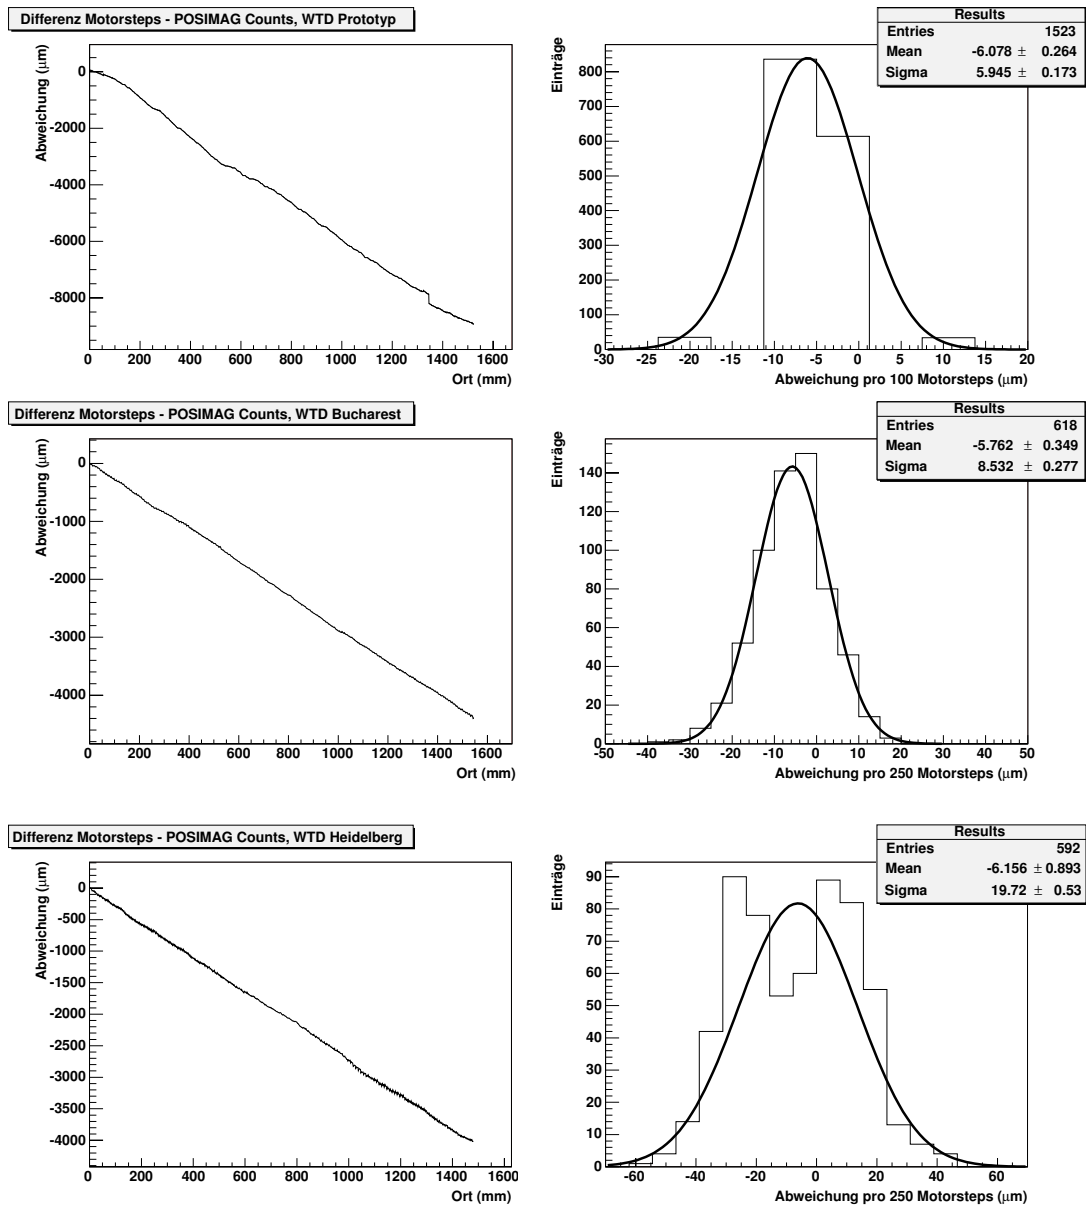 Differenz Motorsteps - POSIMAG Counts, WTD Prototyp
Abweichung (μm)
0
-2000
-4000
-6000
-8000
0 200 400 600 800 1000 1200 1400 1600
Ort (mm)
Results
Entries 1523
Mean -6.078 ± 0.264
Sigma 5.945 ± 0.173
Einträge
800
700
600
500
400
300
200
100
0
-30 -25 -20 -15 -10 -5 0 5 10 15 20
Abweichung pro 100 Motorsteps (μm)
Differenz Motorsteps - POSIMAG Counts, WTD Bucharest
Abweichung (μm)
0
-1000
-2000
-3000
-4000
0 200 400 600 800 1000 1200 1400 1600
Ort (mm)
Results
Entries 618
Mean -5.762 ± 0.349
Sigma 8.532 ± 0.277
Einträge
140
120
100
80
60
40
20
0
-50 -40 -30 -20 -10 0 10 20 30 40 50
Abweichung pro 250 Motorsteps (μm)
Differenz Motorsteps - POSIMAG Counts, WTD Heidelberg
Abweichung (μm)
0
-500
-1000
-1500
-2000
-2500
-3000
-3500
-4000
0 200 400 600 800 1000 1200 1400 1600
Ort (mm)
Results
Entries 592
Mean -6.156 ± 0.893
Sigma 19.72 ± 0.53
Einträge
90
80
70
60
50
40
30
20
10
0
-60 -40 -20 0 20 40 60
Abweichung pro 250 Motorsteps (μm)